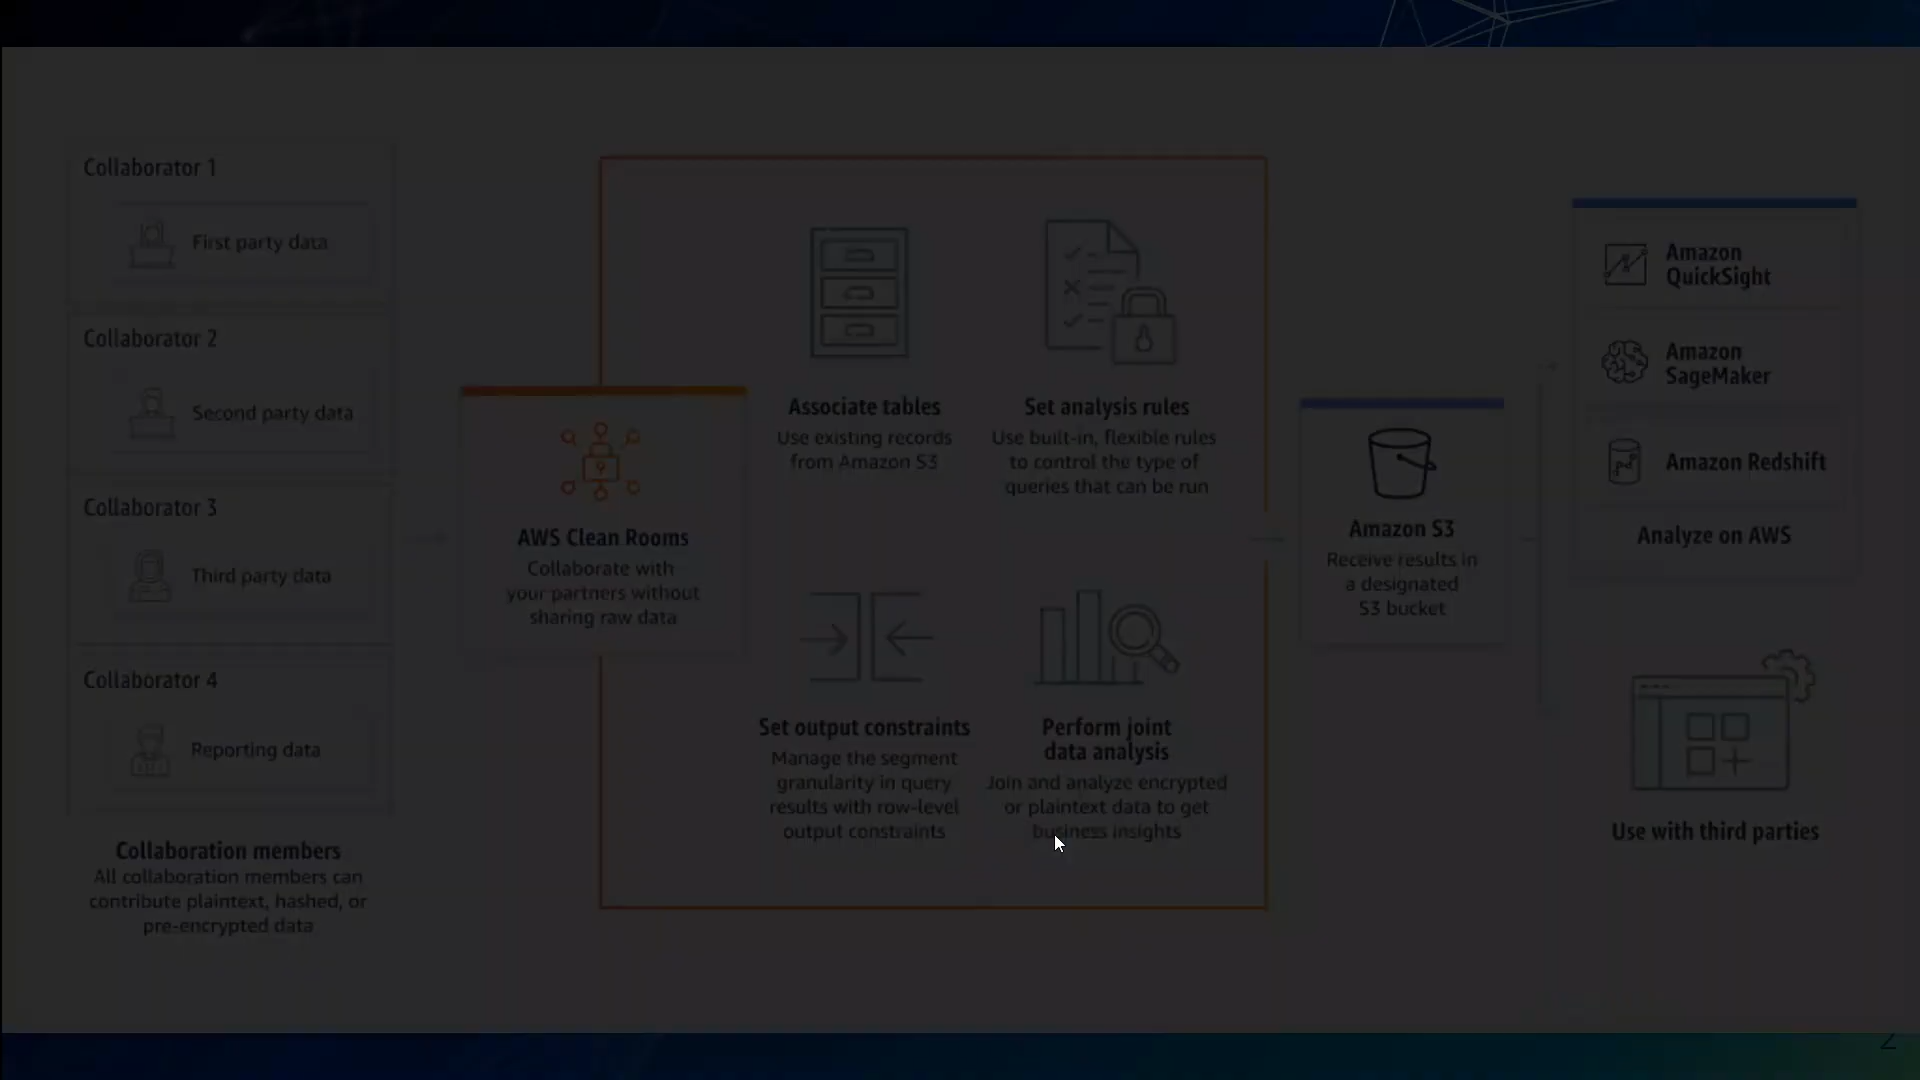 Collaborator 1
First party data
Collaborator 2
Second party data
Collaborator 3
Third party data
Collaborator 4
Reporting data
Collaboration members
All collaboration members can
contribute plaintext, hashed, or
pre-encrypted data
AWS Clean Rooms
Collaborate with
your partners without
sharing raw data
Associate tables
Use existing records
from Amazon S3
Set analysis rules
Use built-in, flexible rules
to control the type of
queries that can be run
Set output constraints
Manage the segment
granularity in query
results with row-level
output constraints
Perform joint
data analysis
Join and analyze encrypted
or plaintext data to get
business insights
Amazon S3
Receive results in
a designated
S3 bucket
Amazon
QuickSight
Amazon
SageMaker
Amazon Redshift
Analyze on AWS
Use with third parties
2